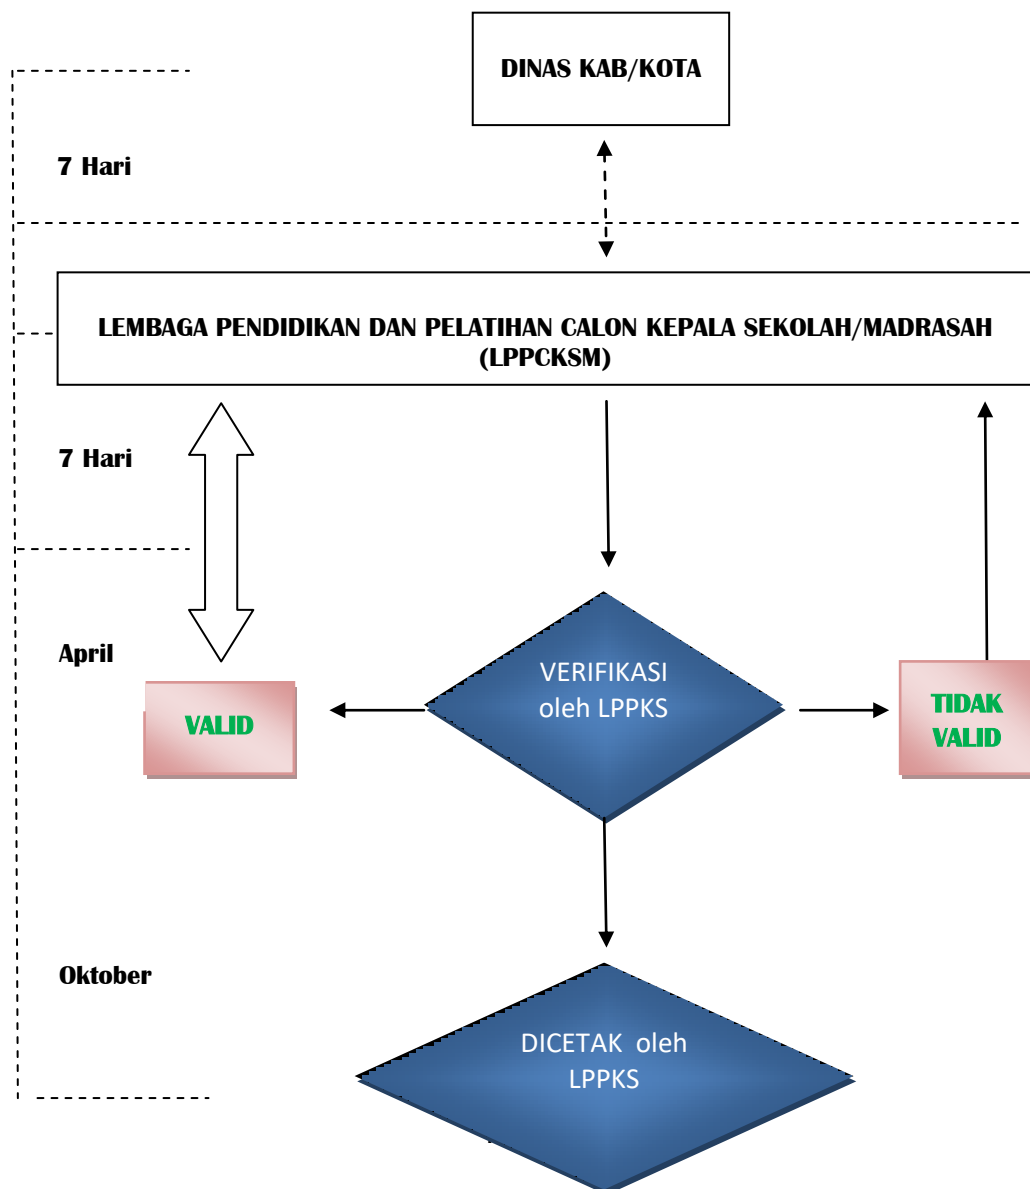 DINAS KAB/KOTA
7 Hari
LEMBAGA PENDIDIKAN DAN PELATIHAN CALON KEPALA SEKOLAH/MADRASAH
(LPPCKSM)
7 Hari
April
VERIFIKASI
oleh LPPKS
VALID
TIDAK
VALID
Oktober
DICETAK oleh
LPPKS